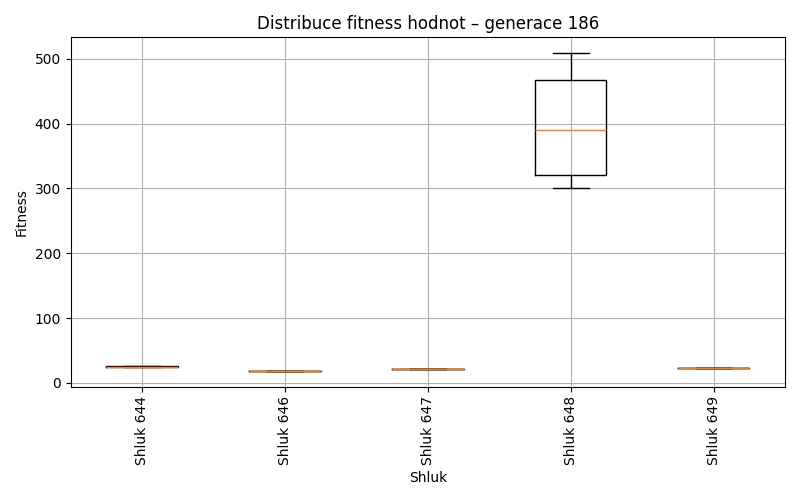 Distribuce fitness hodnot – generace 186
500
400
300
200
100
0
Fitness
Shluk 644
Shluk 646
Shluk 647
Shluk 648
Shluk 649
Shluk